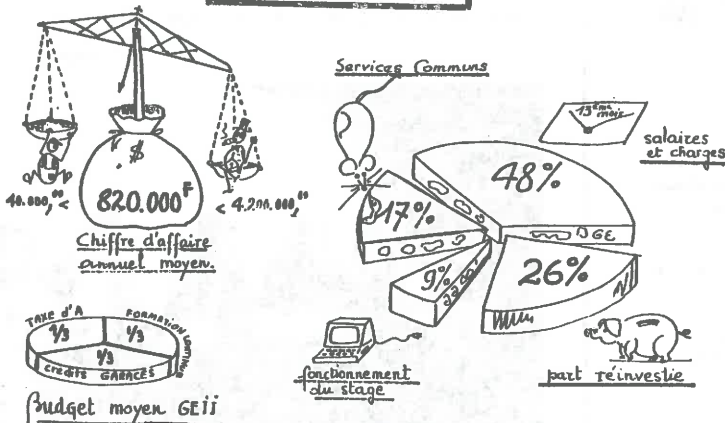 Services Communs
13ème mois
salaires
et charges
$
40.000,00 <
820.000F
< 4.200.000,00
Chiffre d'affaire
annuel moyen.
48%
17%
GE
9%
26%
TAXE d'A
FORMATION CONTINUE
1/3
1/3
1/3
credits GARACES
Budget moyen GEii
fonctionnement
du stage
part réinvestie